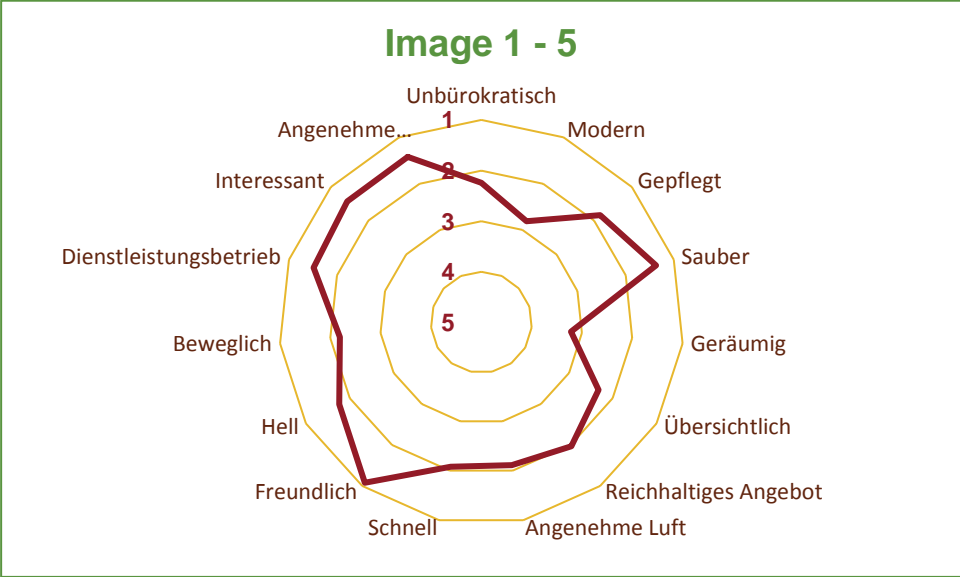 Image 1 - 5
Unbürokratisch
Modern
Gepflegt
Sauber
Geräumig
Übersichtlich
Reichhaltiges Angebot
Angenehme Luft
Schnell
Freundlich
Hell
Beweglich
Dienstleistungsbetrieb
Interessant
Angenehme...
1
2
3
4
5